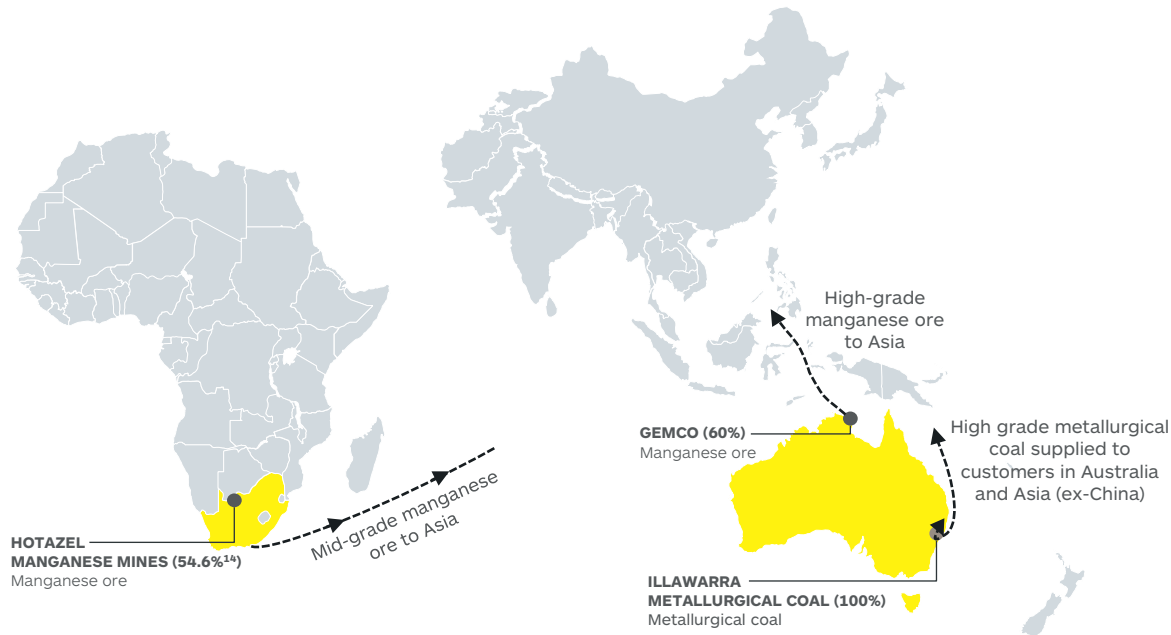 High-grade
manganese ore
to Asia
GEMCO (60%)
Manganese ore
High grade metallurgical
coal supplied to
customers in Australia
and Asia (ex-China)
Mid-grade manganese
ore to Asia
HOTAZEL
MANGANESE MINES (54.6%¹⁴)
Manganese ore
ILLAWARRA
METALLURGICAL COAL (100%)
Metallurgical coal